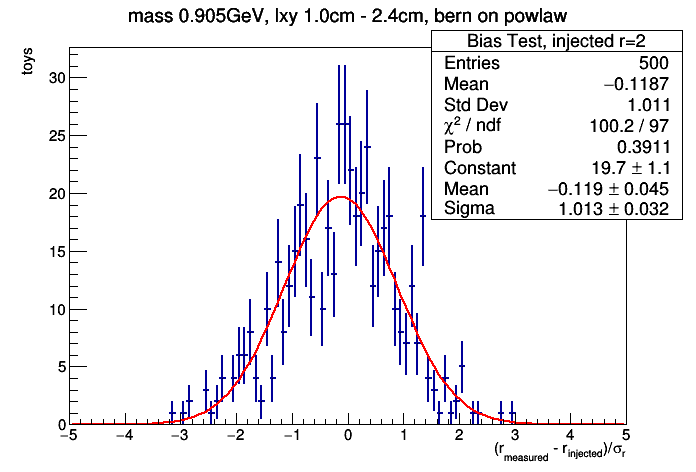 mass 0.905GeV, lxy 1.0cm - 2.4cm, bern on powlaw
Bias Test, injected r=2
Entries 500
Mean −0.1187
Std Dev 1.011
χ² / ndf 100.2 / 97
Prob 0.3911
Constant 19.7 ± 1.1
Mean −0.119 ± 0.045
Sigma 1.013 ± 0.032
toys
30
25
20
15
10
5
0
−5 −4 −3 −2 −1 0 1 2 3 4 5
(r_measured - r_injected)/σ_r